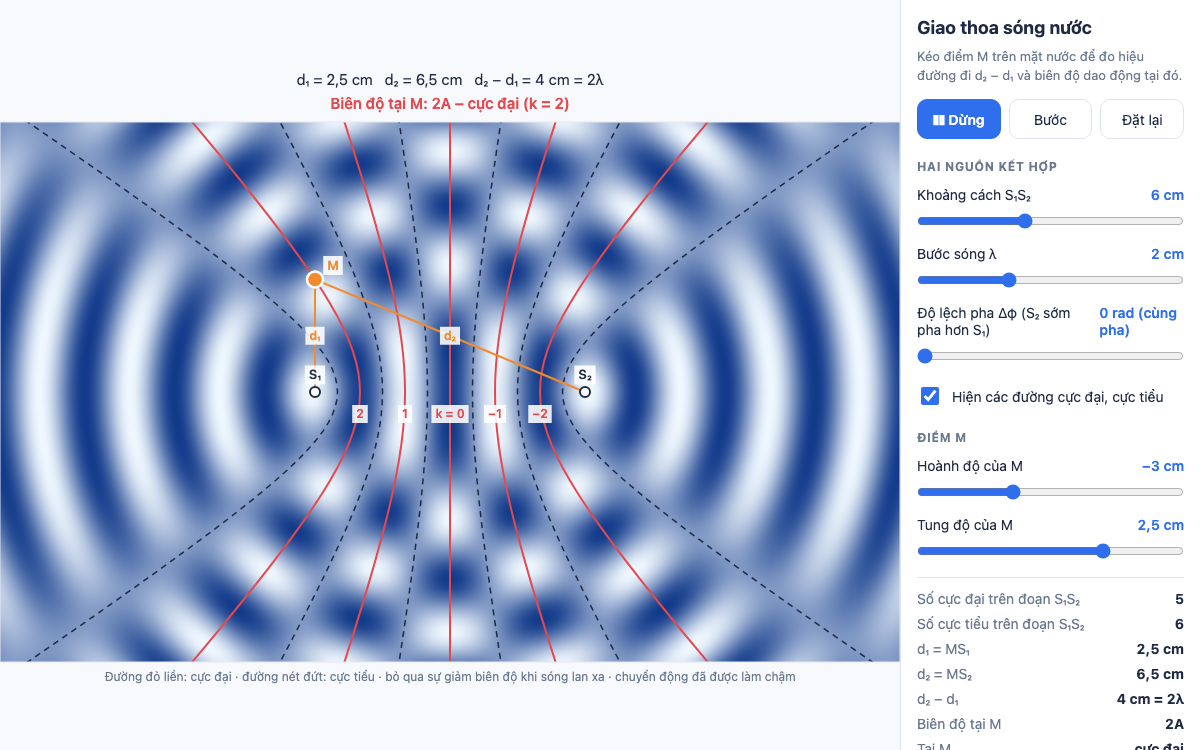 d₁ = 2,5 cm d₂ = 6,5 cm d₂ – d₁ = 4 cm = 2λ
Biên độ tại M: 2A – cực đại (k = 2)
M
d₁
d₂
S₁
S₂
2
1
k = 0
−1
−2
Đường đỏ liền: cực đại · đường nét đứt: cực tiểu · bỏ qua sự giảm biên độ khi sóng lan xa · chuyển động đã được làm chậm
Giao thoa sóng nước
Kéo điểm M trên mặt nước để đo hiệu
đường đi d₂ – d₁ và biên độ dao động tại đó.
Dừng
Bước
Đặt lại
HAI NGUỒN KẾT HỢP
Khoảng cách S₁S₂ 6 cm
Bước sóng λ 2 cm
Độ lệch pha Δφ (S₂ sớm 0 rad (cùng
pha hơn S₁) pha)
Hiện các đường cực đại, cực tiểu
ĐIỂM M
Hoành độ của M −3 cm
Tung độ của M 2,5 cm
Số cực đại trên đoạn S₁S₂ 5
Số cực tiểu trên đoạn S₁S₂ 6
d₁ = MS₁ 2,5 cm
d₂ = MS₂ 6,5 cm
d₂ – d₁ 4 cm = 2λ
Biên độ tại M 2A
Tại M cực đại